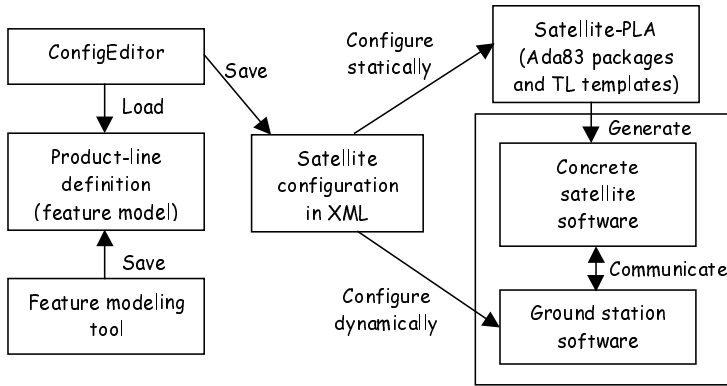 ConfigEditor
Load
Product-line
definition
(feature model)
Save
Feature modeling
tool
Save
Satellite
configuration
in XML
Configure
statically
Configure
dynamically
Satellite-PLA
(Ada83 packages
and TL templates)
Generate
Concrete
satellite
software
Communicate
Ground station
software